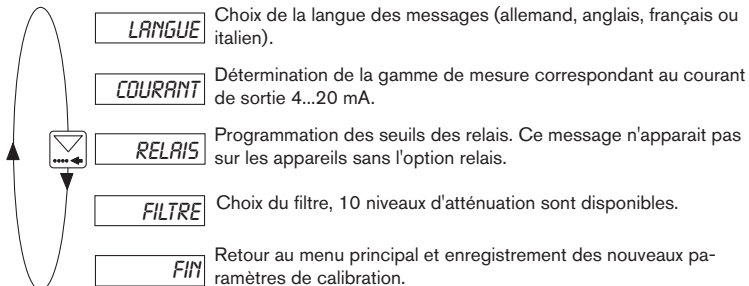 LANGUE Choix de la langue des messages (allemand, anglais, français ou
italien).
COURANT Détermination de la gamme de mesure correspondant au courant
de sortie 4...20 mA.
RELAIS Programmation des seuils des relais. Ce message n'apparait pas
sur les appareils sans l'option relais.
FILTRE Choix du filtre, 10 niveaux d'atténuation sont disponibles.
FIN Retour au menu principal et enregistrement des nouveaux pa-
ramètres de calibration.